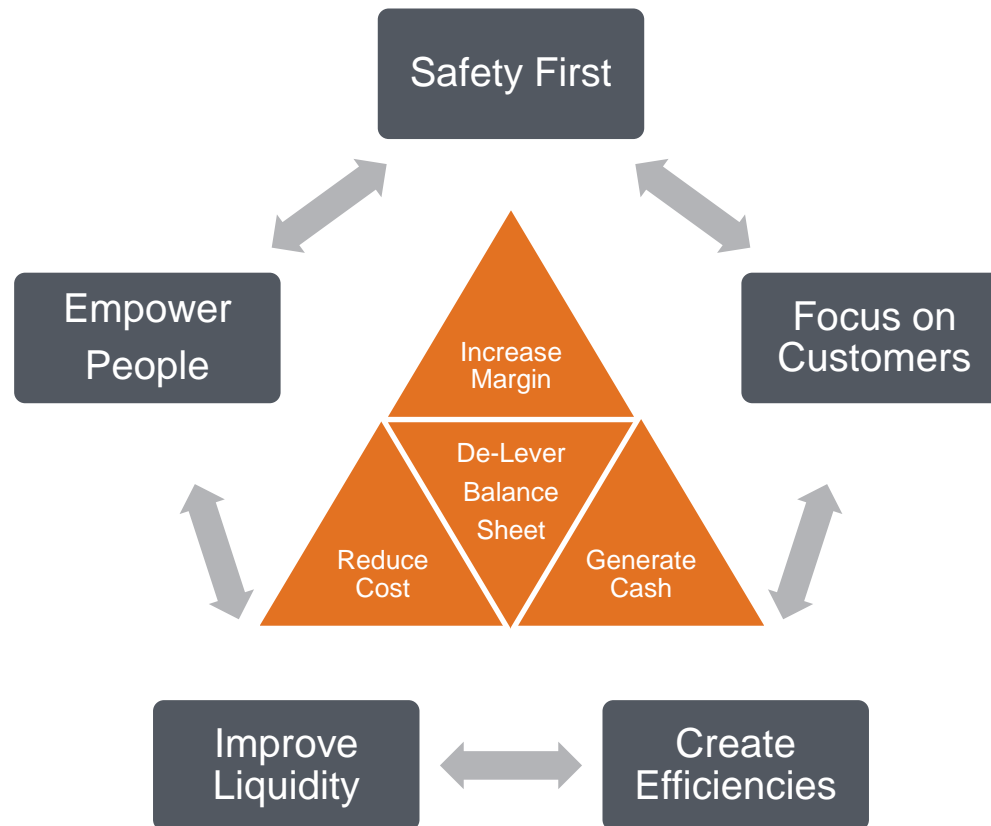 Safety First
Empower
People
Focus on
Customers
Increase
Margin
De-Lever
Balance
Sheet
Reduce
Cost
Generate
Cash
Improve
Liquidity
Create
Efficiencies